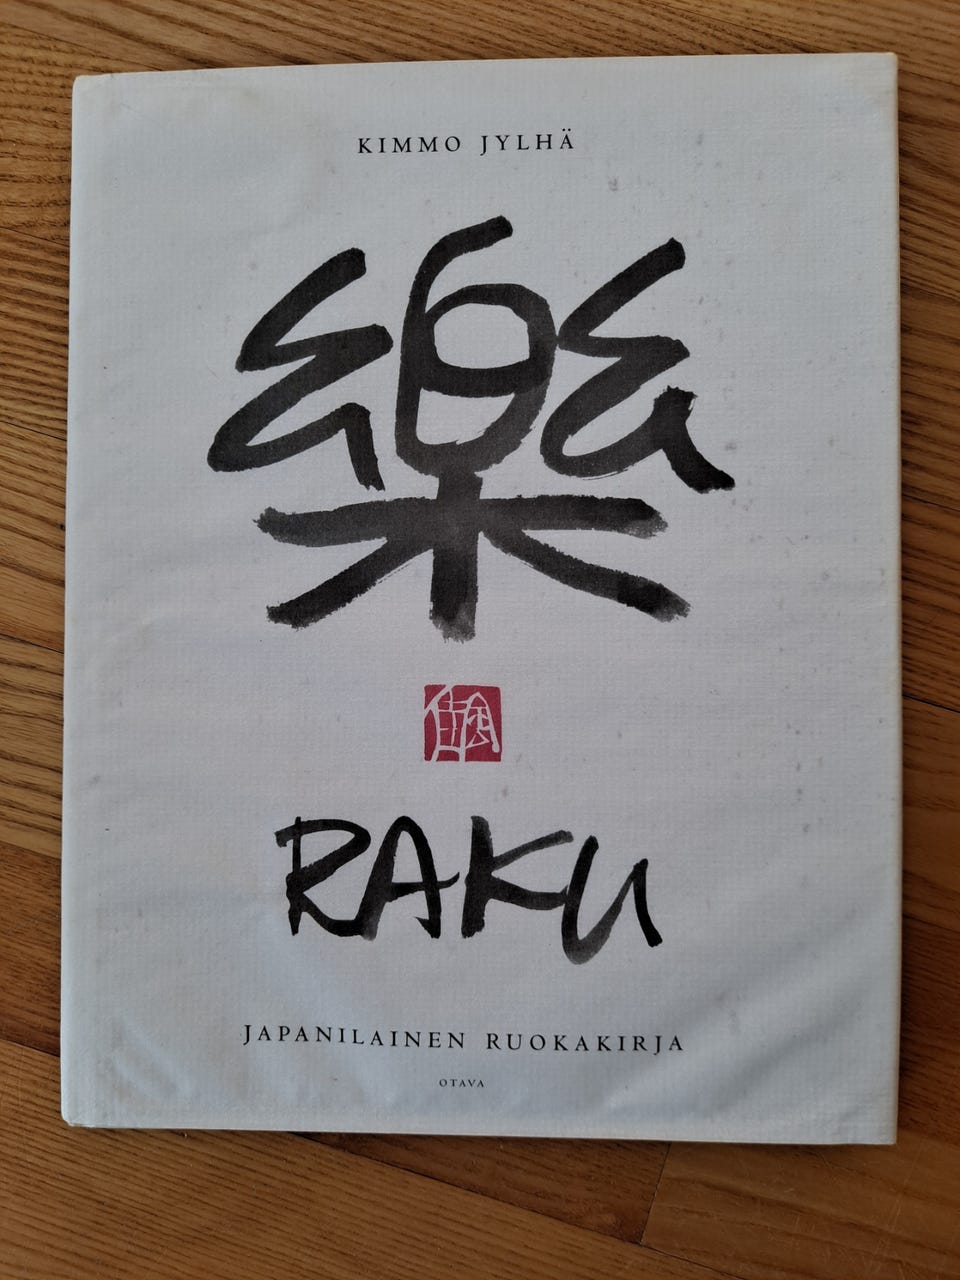 KIMMO JYLHÄ
樂
RAKU
JAPANILAINEN RUOKAKIRJA
OTAVA